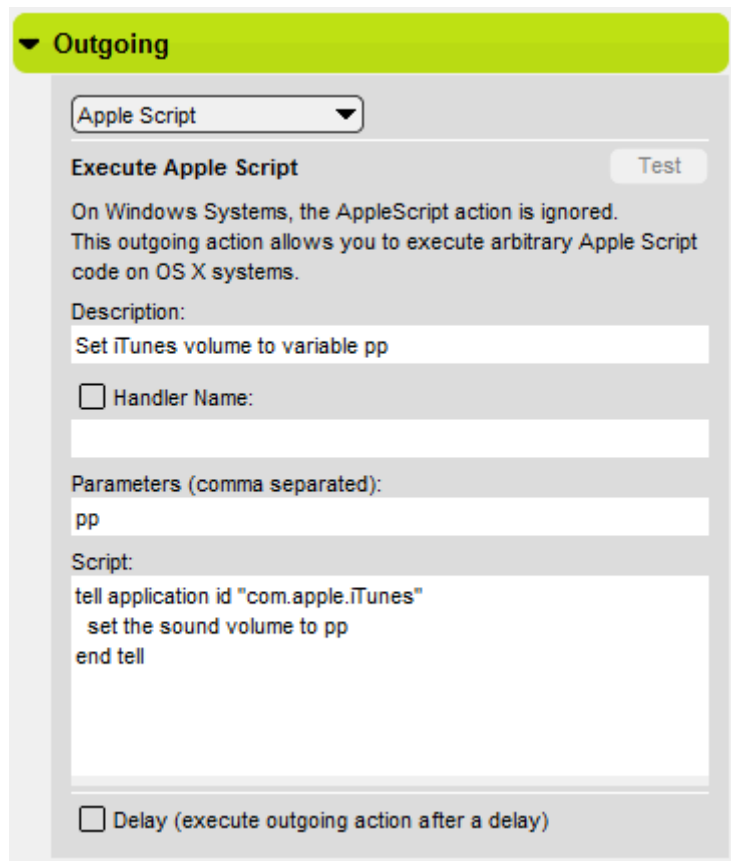 Outgoing
Apple Script
Execute Apple Script
Test
On Windows Systems, the AppleScript action is ignored.
This outgoing action allows you to execute arbitrary Apple Script
code on OS X systems.
Description:
Set iTunes volume to variable pp
Handler Name:
Parameters (comma separated):
pp
Script:
tell application id "com.apple.iTunes"
  set the sound volume to pp
end tell
Delay (execute outgoing action after a delay)